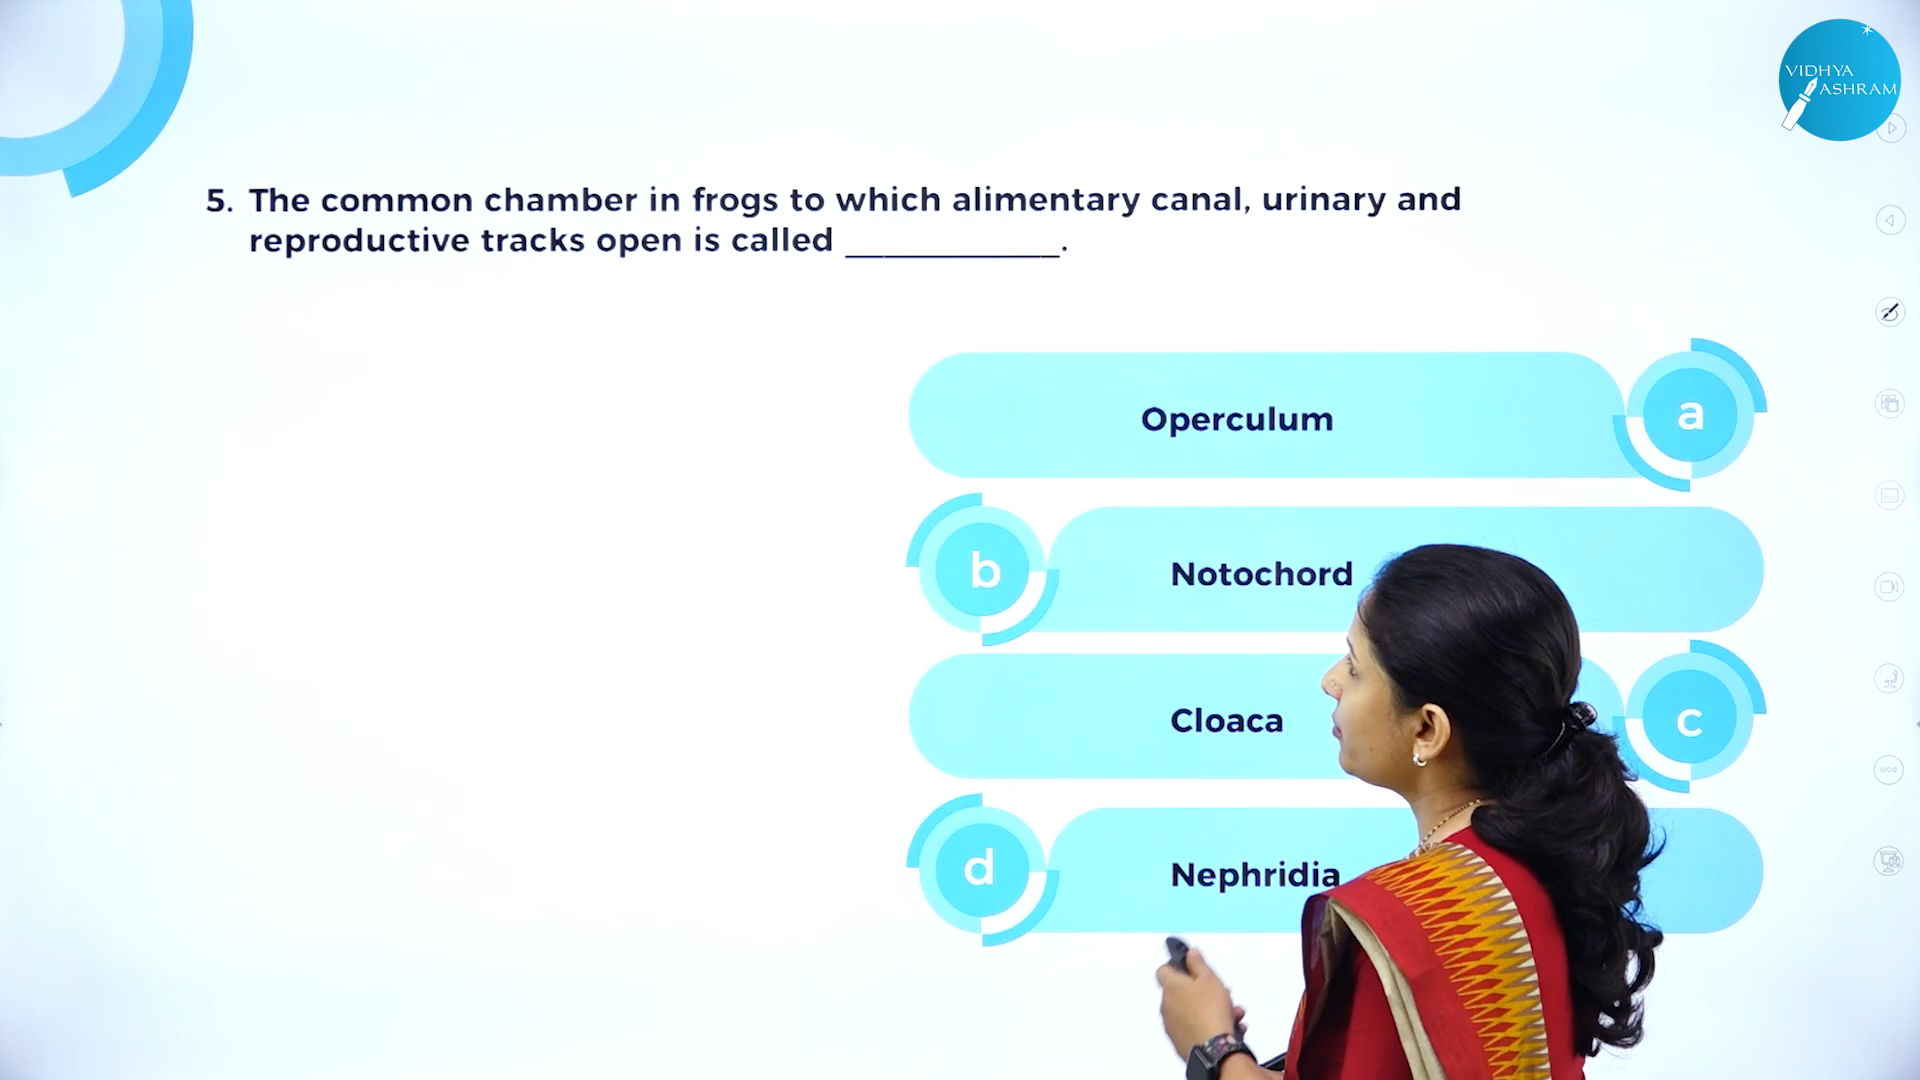 VIDHYA
ASHRAM
5. The common chamber in frogs to which alimentary canal, urinary and
reproductive tracks open is called ____________.
Operculum
a
b
Notochord
Cloaca
c
d
Nephridia